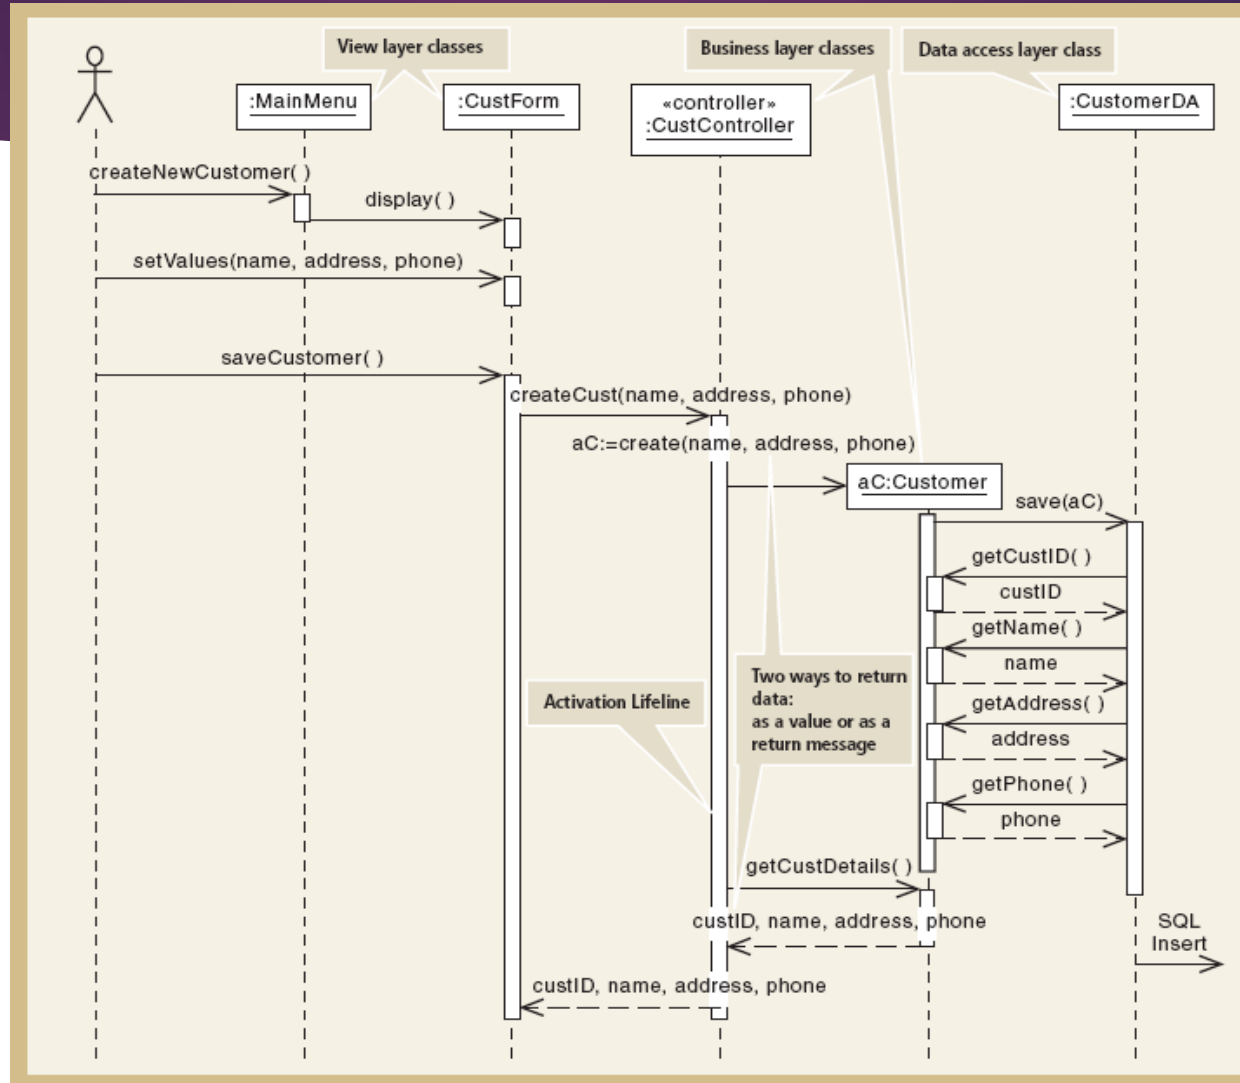 View layer classes
Business layer classes
Data access layer class
:MainMenu
:CustForm
«controller»
:CustController
:CustomerDA
createNewCustomer( )
display( )
setValues(name, address, phone)
saveCustomer( )
createCust(name, address, phone)
aC:=create(name, address, phone)
aC:Customer
save(aC)
getCustID( )
custID
getName( )
name
getAddress( )
address
getPhone( )
phone
Activation Lifeline
Two ways to return
data:
as a value or as a
return message
getCustDetails( )
custID, name, address, phone
SQL
Insert
custID, name, address, phone